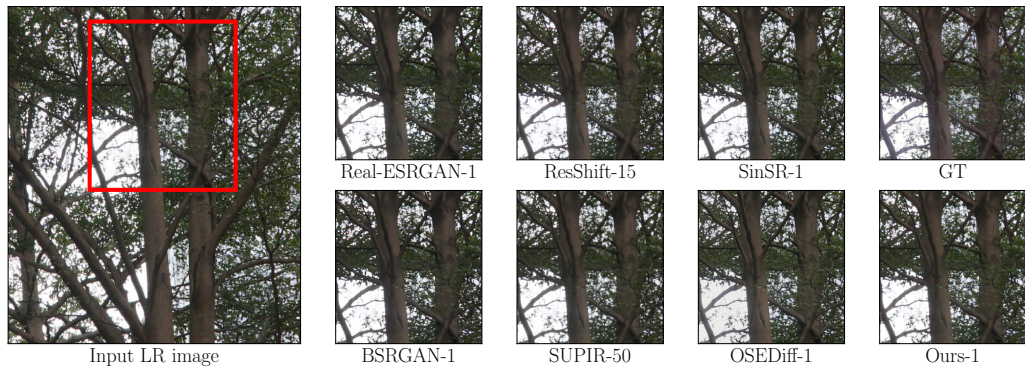 Real-ESRGAN-1
ResShift-15
SinSR-1
GT
Input LR image
BSRGAN-1
SUPIR-50
OSEDiff-1
Ours-1